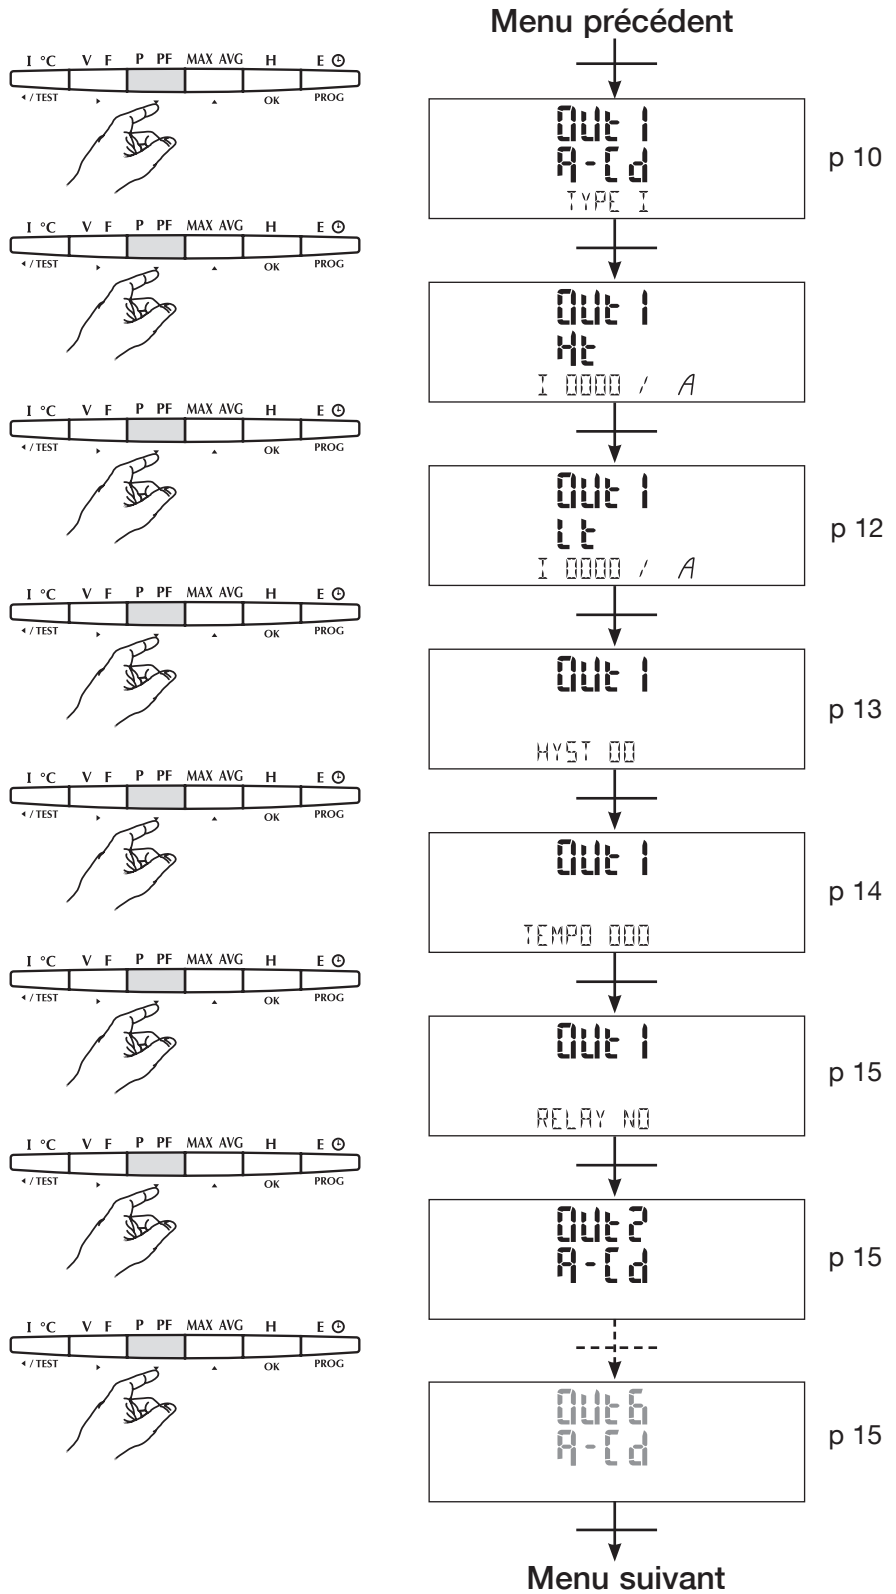 Menu précédent
I °C V F P PF MAX AVG H E
/ TEST OK PROG
OUt 1
A-Cd
TYPE I
p 10
I °C V F P PF MAX AVG H E
/ TEST OK PROG
OUt 1
Ht
I 0000 / A
I °C V F P PF MAX AVG H E
/ TEST OK PROG
OUt 1
Lt
I 0000 / A
p 12
I °C V F P PF MAX AVG H E
/ TEST OK PROG
OUt 1
HYST 00
p 13
I °C V F P PF MAX AVG H E
/ TEST OK PROG
OUt 1
TEMPO 000
p 14
I °C V F P PF MAX AVG H E
/ TEST OK PROG
OUt 1
RELAY NO
p 15
I °C V F P PF MAX AVG H E
/ TEST OK PROG
OUt 2
A-Cd
p 15
I °C V F P PF MAX AVG H E
/ TEST OK PROG
OUt 6
A-Cd
p 15
Menu suivant